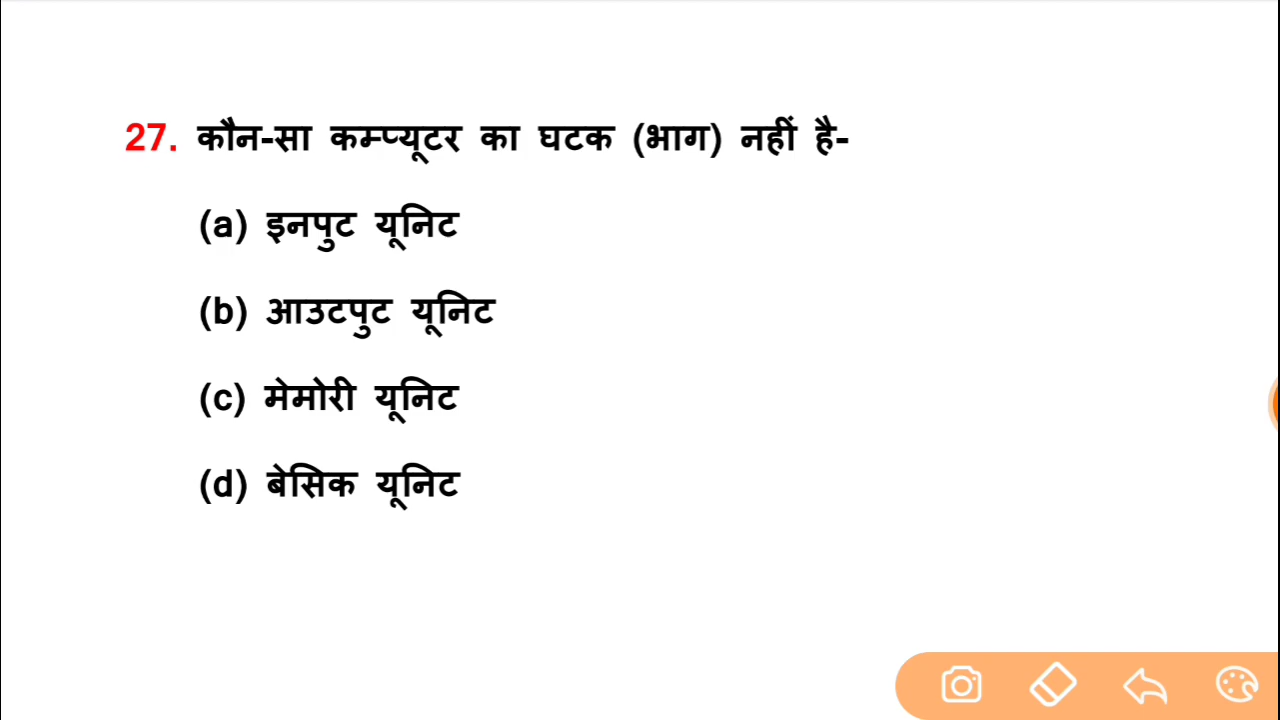 27. कौन-सा कम्प्यूटर का घटक (भाग) नहीं है-
(a) इनपुट यूनिट
(b) आउटपुट यूनिट
(c) मेमोरी यूनिट
(d) बेसिक यूनिट